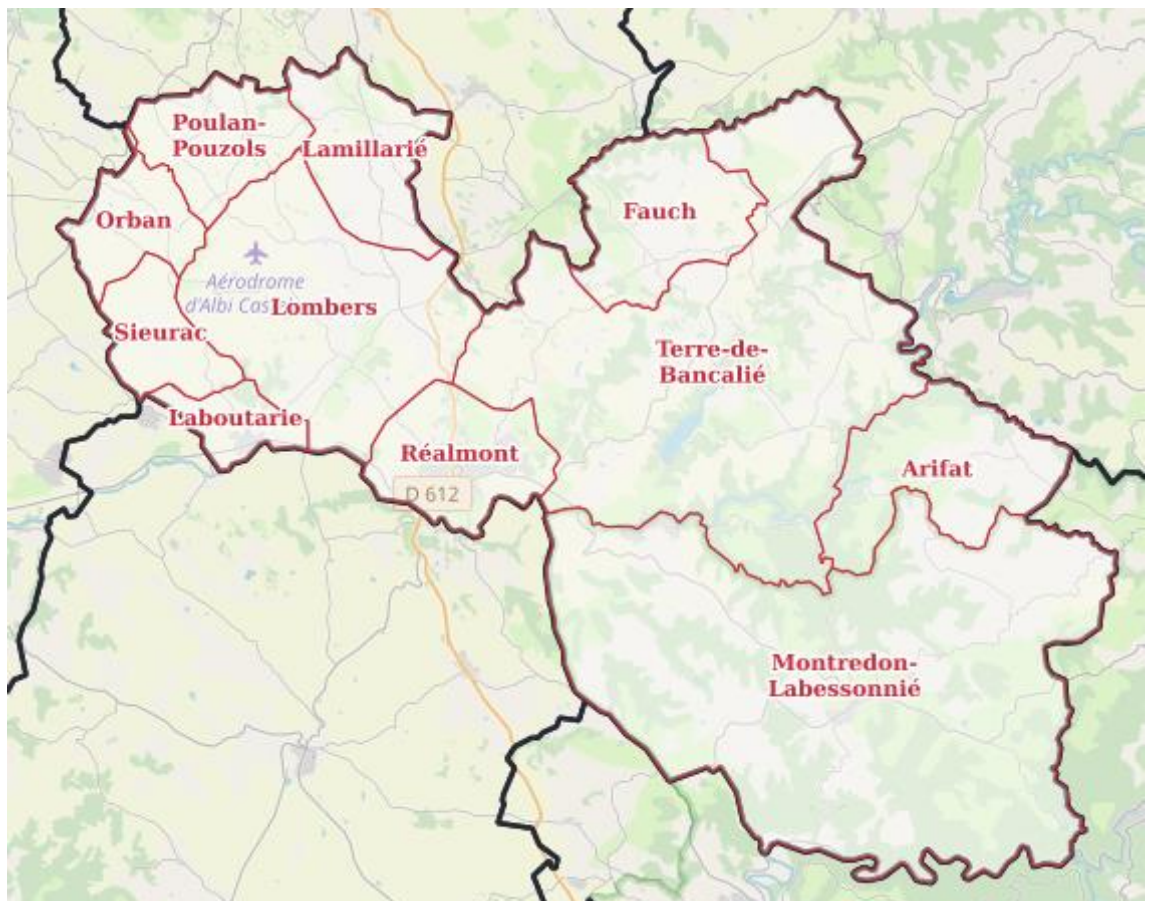 Poulan-
Pouzols
Lamillarié
Orban
Fauch
Aérodrome
d'Albi Cas
Lombers
Sieurac
Terre-de-
Bancalié
Laboutarie
Réalmont
Arifat
D 612
Montredon-
Labessonnié